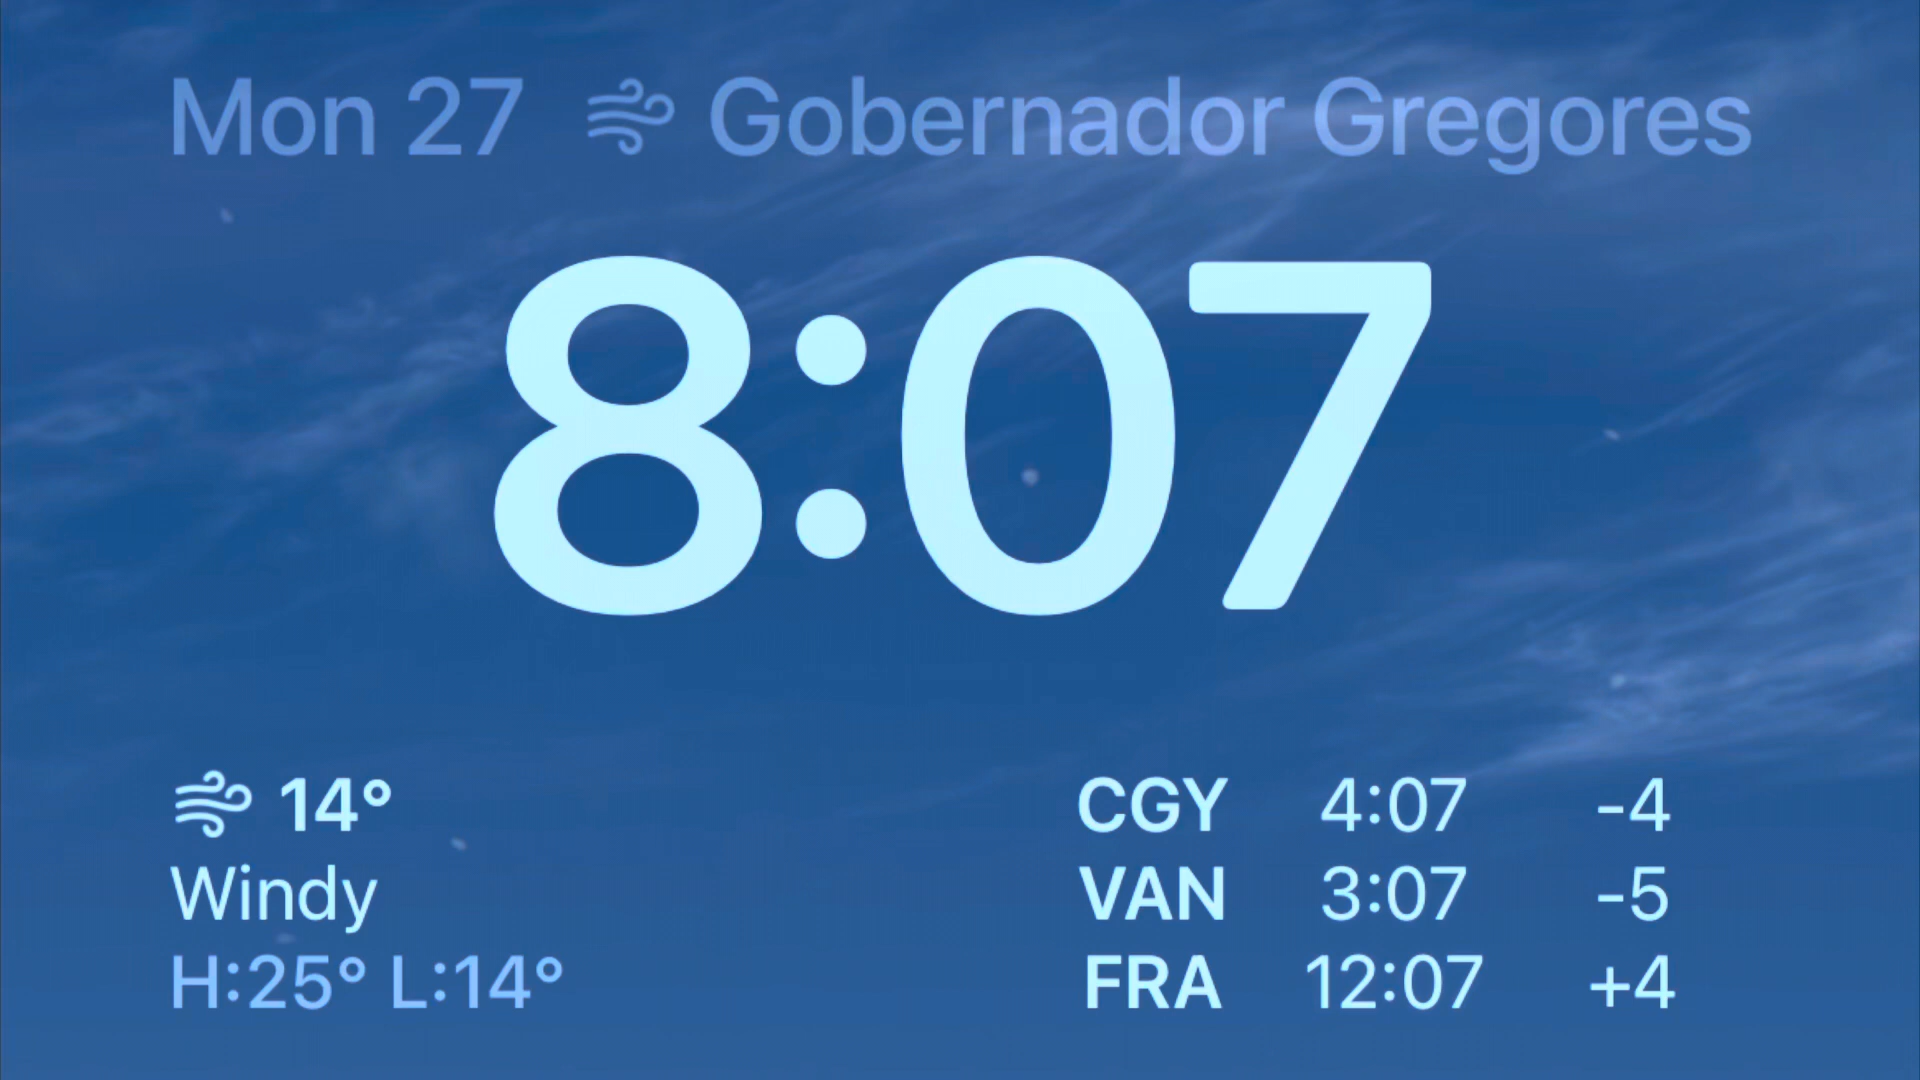 Mon 27 Gobernador Gregores
8:07
14°
Windy
H:25° L:14°
CGY 4:07 -4
VAN 3:07 -5
FRA 12:07 +4